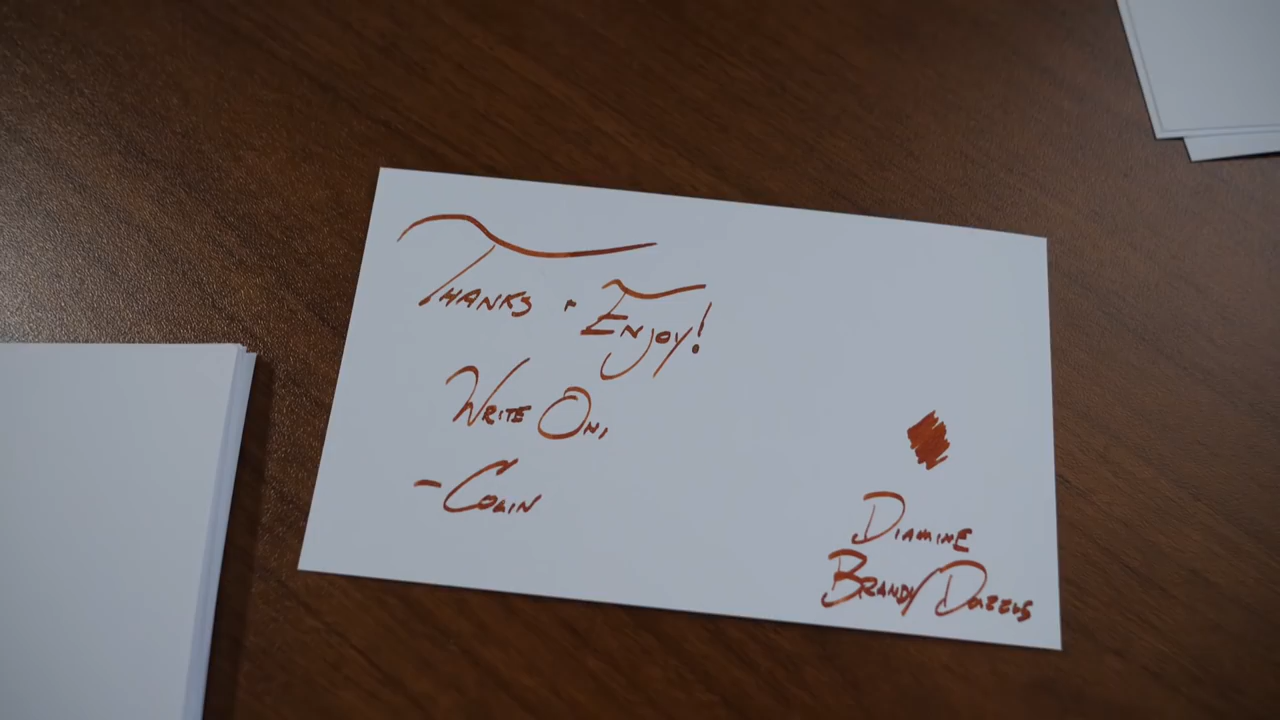 THANKS + ENJOY!
WRITE ON,
- COLIN
DIAMINE
BRANDY DAZZLE